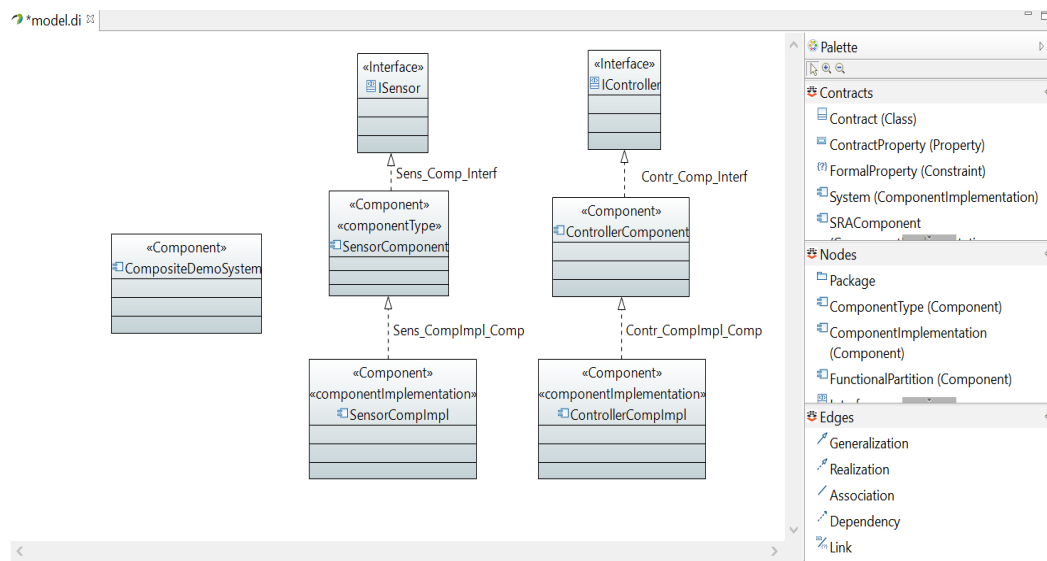 *model.di
«Interface»
ISensor
«Interface»
IController
Sens_Comp_Interf
Contr_Comp_Interf
«Component»
«componentType»
SensorComponent
«Component»
ControllerComponent
«Component»
CompositeDemoSystem
Sens_CompImpl_Comp
Contr_CompImpl_Comp
«Component»
«componentImplementation»
SensorCompImpl
«Component»
«componentImplementation»
ControllerCompImpl
Palette
Contracts
Contract (Class)
ContractProperty (Property)
FormalProperty (Constraint)
System (ComponentImplementation)
SRAComponent
Nodes
Package
ComponentType (Component)
ComponentImplementation
(Component)
FunctionalPartition (Component)
Edges
Generalization
Realization
Association
Dependency
Link